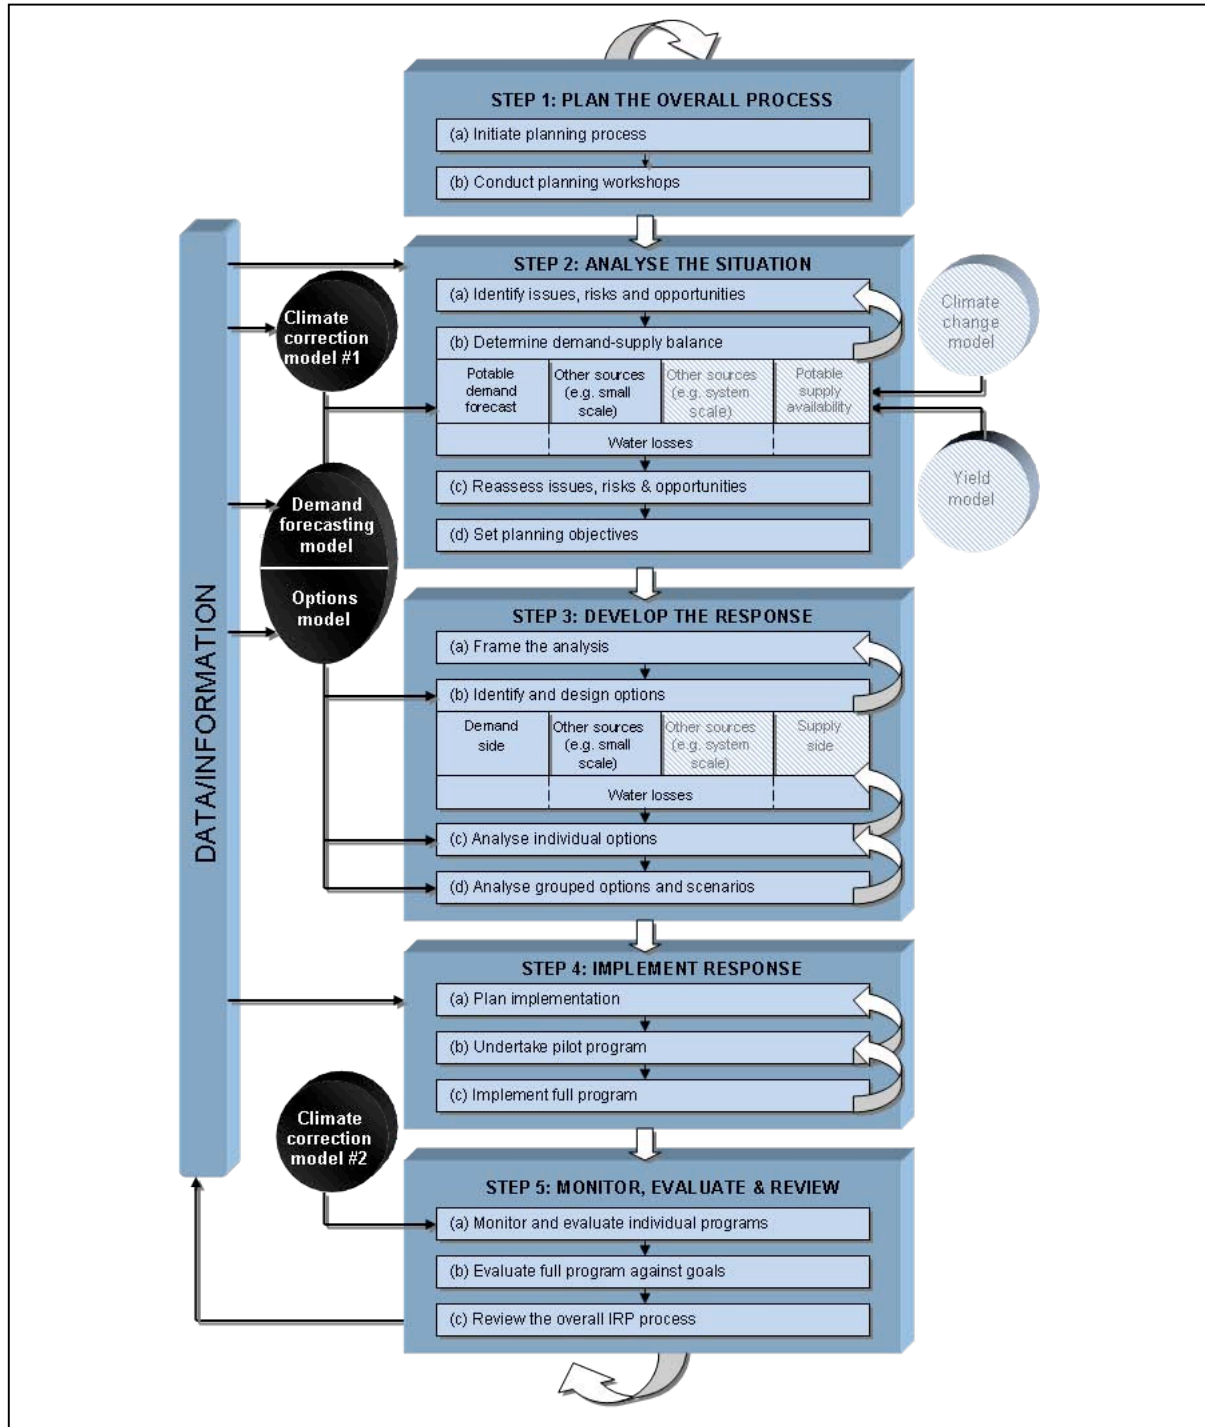 STEP 1: PLAN THE OVERALL PROCESS
(a) Initiate planning process
(b) Conduct planning workshops
STEP 2: ANALYSE THE SITUATION
(a) Identify issues, risks and opportunities
(b) Determine demand-supply balance
Potable
demand
forecast
Other sources
(e.g. small
scale)
Other sources
(e.g. system
scale)
Potable
supply
availability
Water losses
(c) Reassess issues, risks & opportunities
(d) Set planning objectives
Climate
correction
model #1
Demand
forecasting
model
Options
model
Climate
change
model
Yield
model
DATA/INFORMATION
STEP 3: DEVELOP THE RESPONSE
(a) Frame the analysis
(b) Identify and design options
Demand
side
Other sources
(e.g. small
scale)
Other sources
(e.g. system
scale)
Supply
side
Water losses
(c) Analyse individual options
(d) Analyse grouped options and scenarios
STEP 4: IMPLEMENT RESPONSE
(a) Plan implementation
(b) Undertake pilot program
(c) Implement full program
Climate
correction
model #2
STEP 5: MONITOR, EVALUATE & REVIEW
(a) Monitor and evaluate individual programs
(b) Evaluate full program against goals
(c) Review the overall IRP process